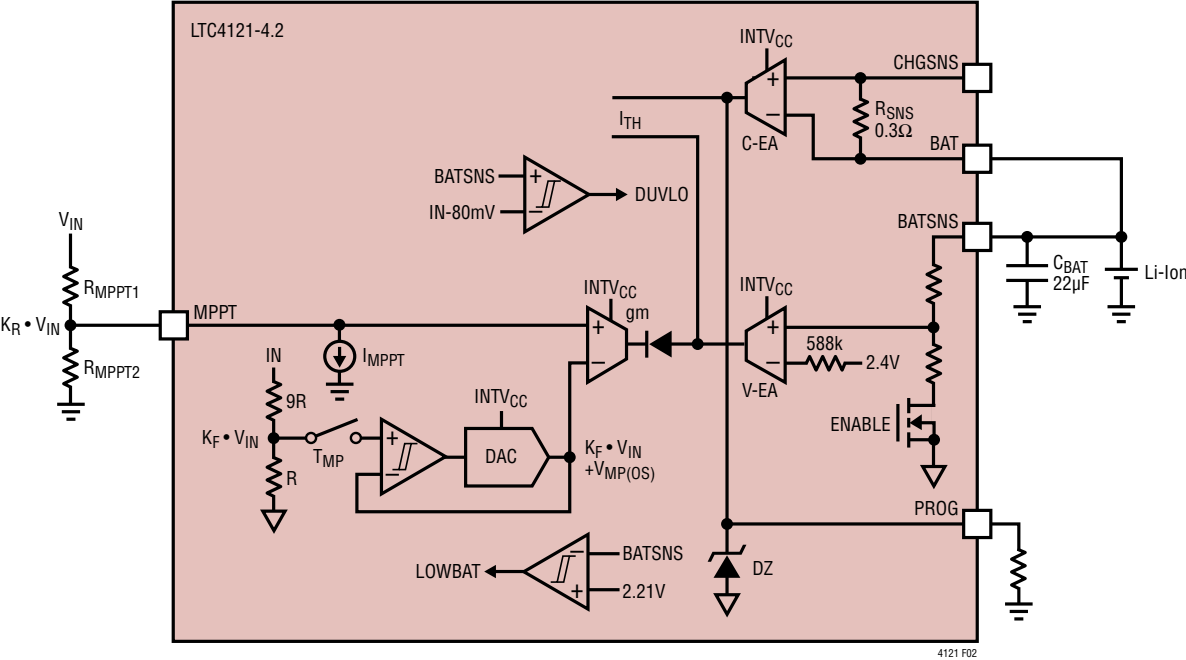 LTC4121-4.2
INTVCC
CHGSNS
+
−
RSNS
0.3Ω
C-EA
ITH
BAT
BATSNS
+
DUVLO
IN-80mV
−
BATSNS
VIN
RMPPT1
CBAT
22µF
Li-Ion
INTVCC
gm
INTVCC
MPPT
KR • VIN
+
−
+
−
588k
2.4V
V-EA
RMPPT2
IMPPT
IN
9R
INTVCC
ENABLE
KF • VIN
TMP
+
−
DAC
KF • VIN
+VMP(OS)
R
PROG
LOWBAT
−
BATSNS
+
2.21V
DZ
4121 F02